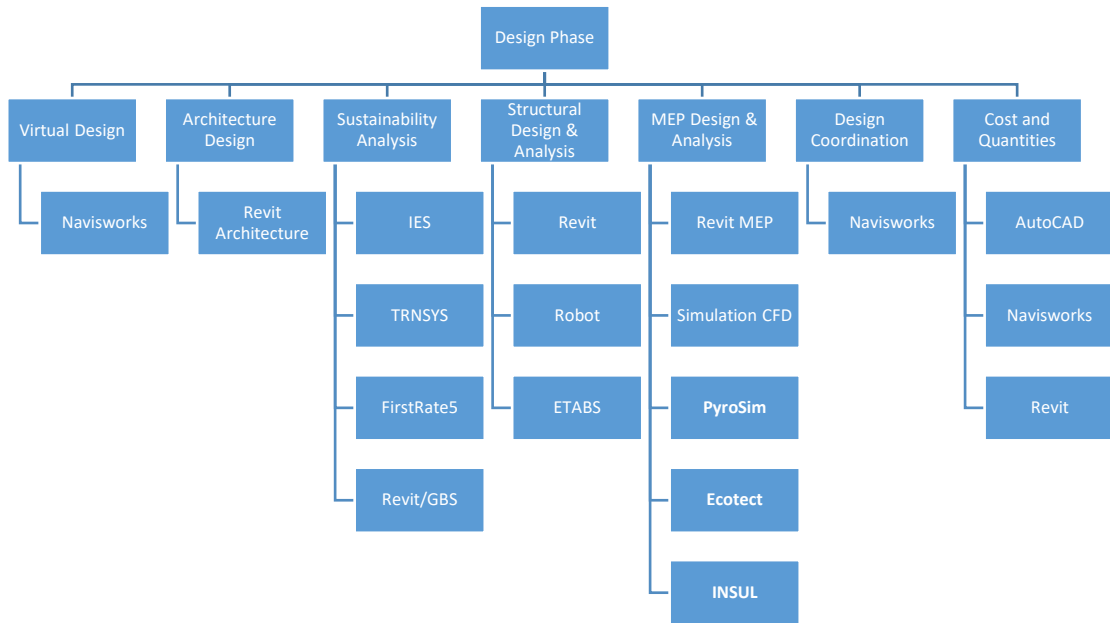 Design Phase
Virtual Design
Architecture
Design
Sustainability
Analysis
Structural
Design &
Analysis
MEP Design &
Analysis
Design
Coordination
Cost and
Quantities
Navisworks
Revit
Architecture
IES
Revit
Revit MEP
Navisworks
AutoCAD
TRNSYS
Robot
Simulation CFD
Navisworks
FirstRate5
ETABS
PyroSim
Revit
Revit/GBS
Ecotect
INSUL